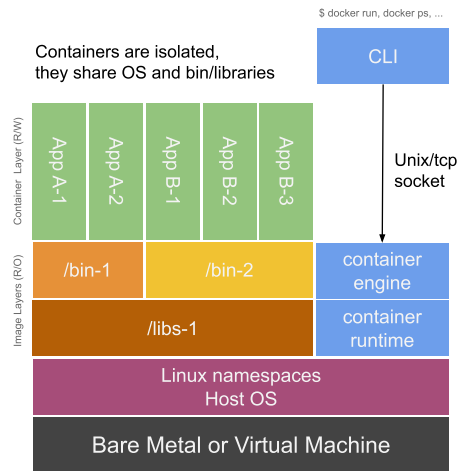 $ docker run, docker ps, ...
Containers are isolated,
they share OS and bin/libraries
CLI
Container Layer (R/W)
App A-1
App A-2
App B-1
App B-2
App B-3
Unix/tcp
socket
Image Layers (R/O)
/bin-1
/bin-2
container
engine
/libs-1
container
runtime
Linux namespaces
Host OS
Bare Metal or Virtual Machine